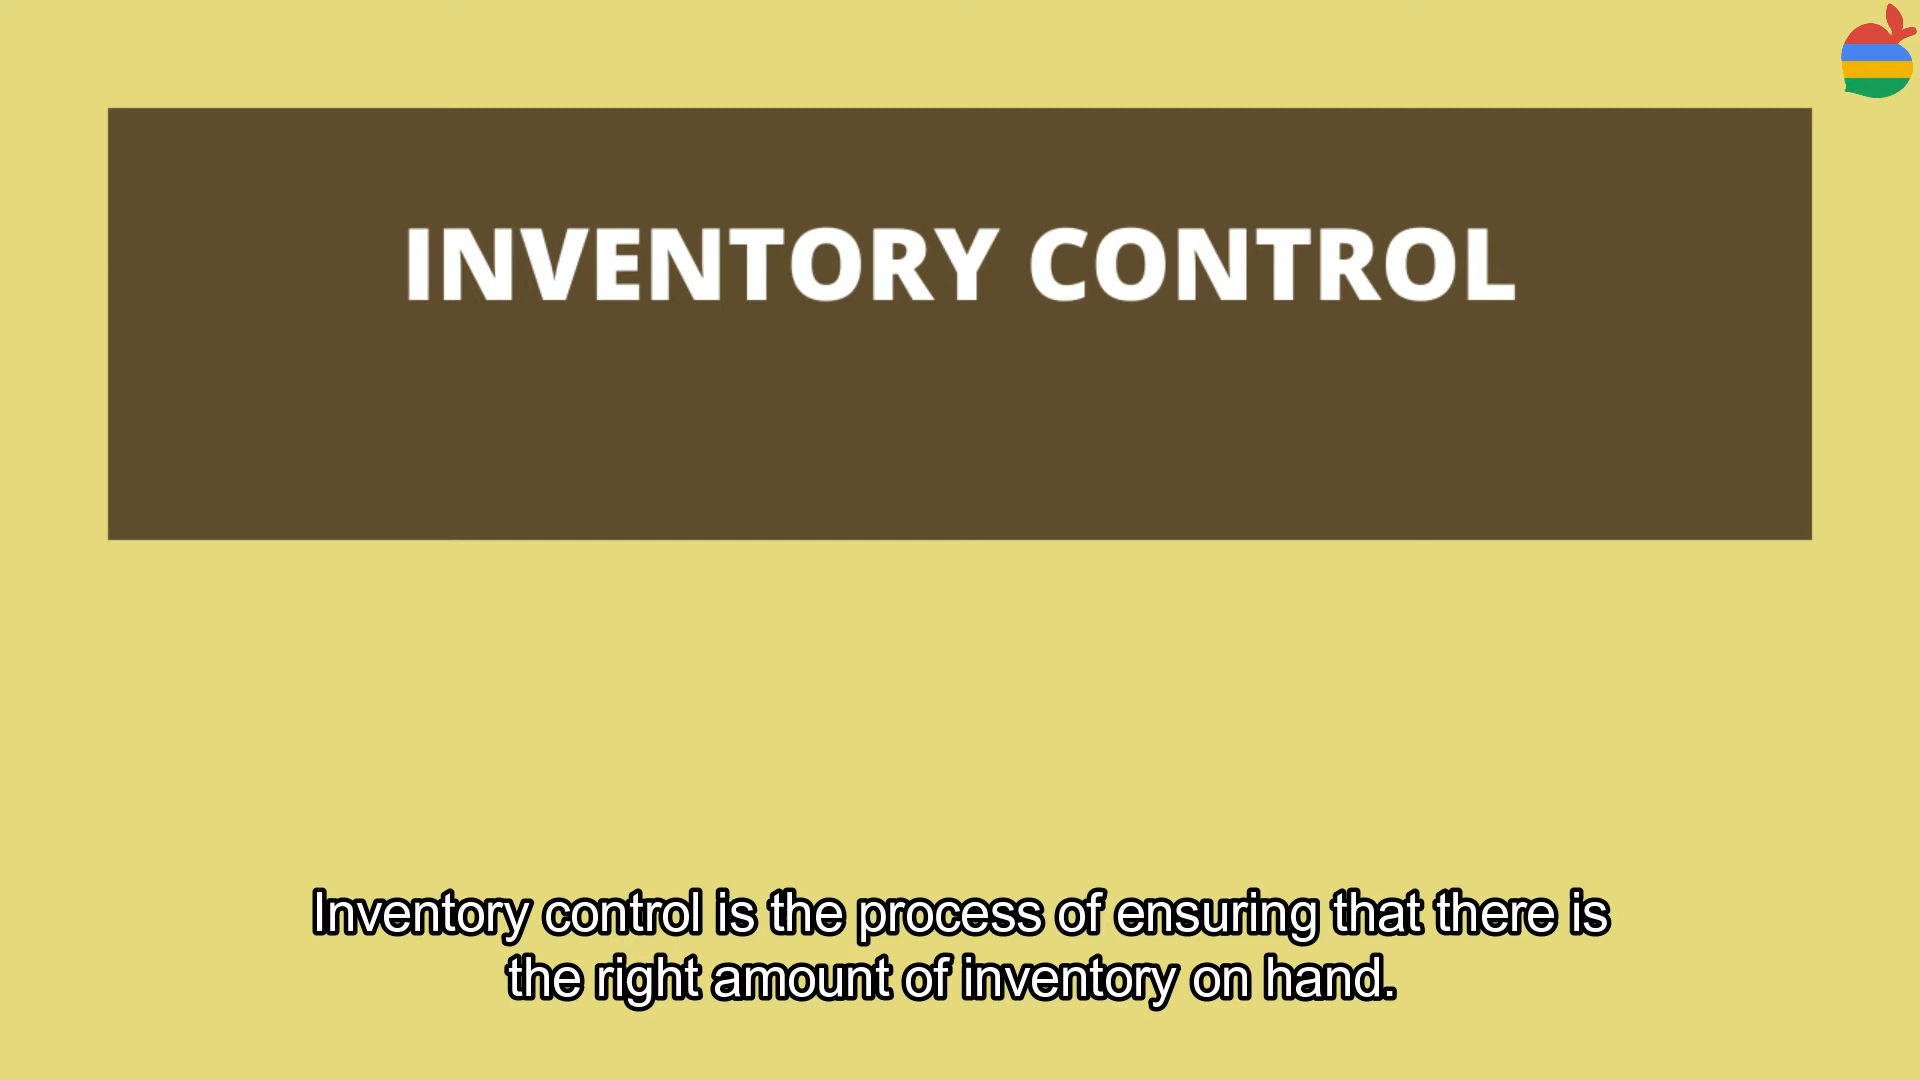 INVENTORY CONTROL
Inventory control is the process of ensuring that there is
the right amount of inventory on hand.